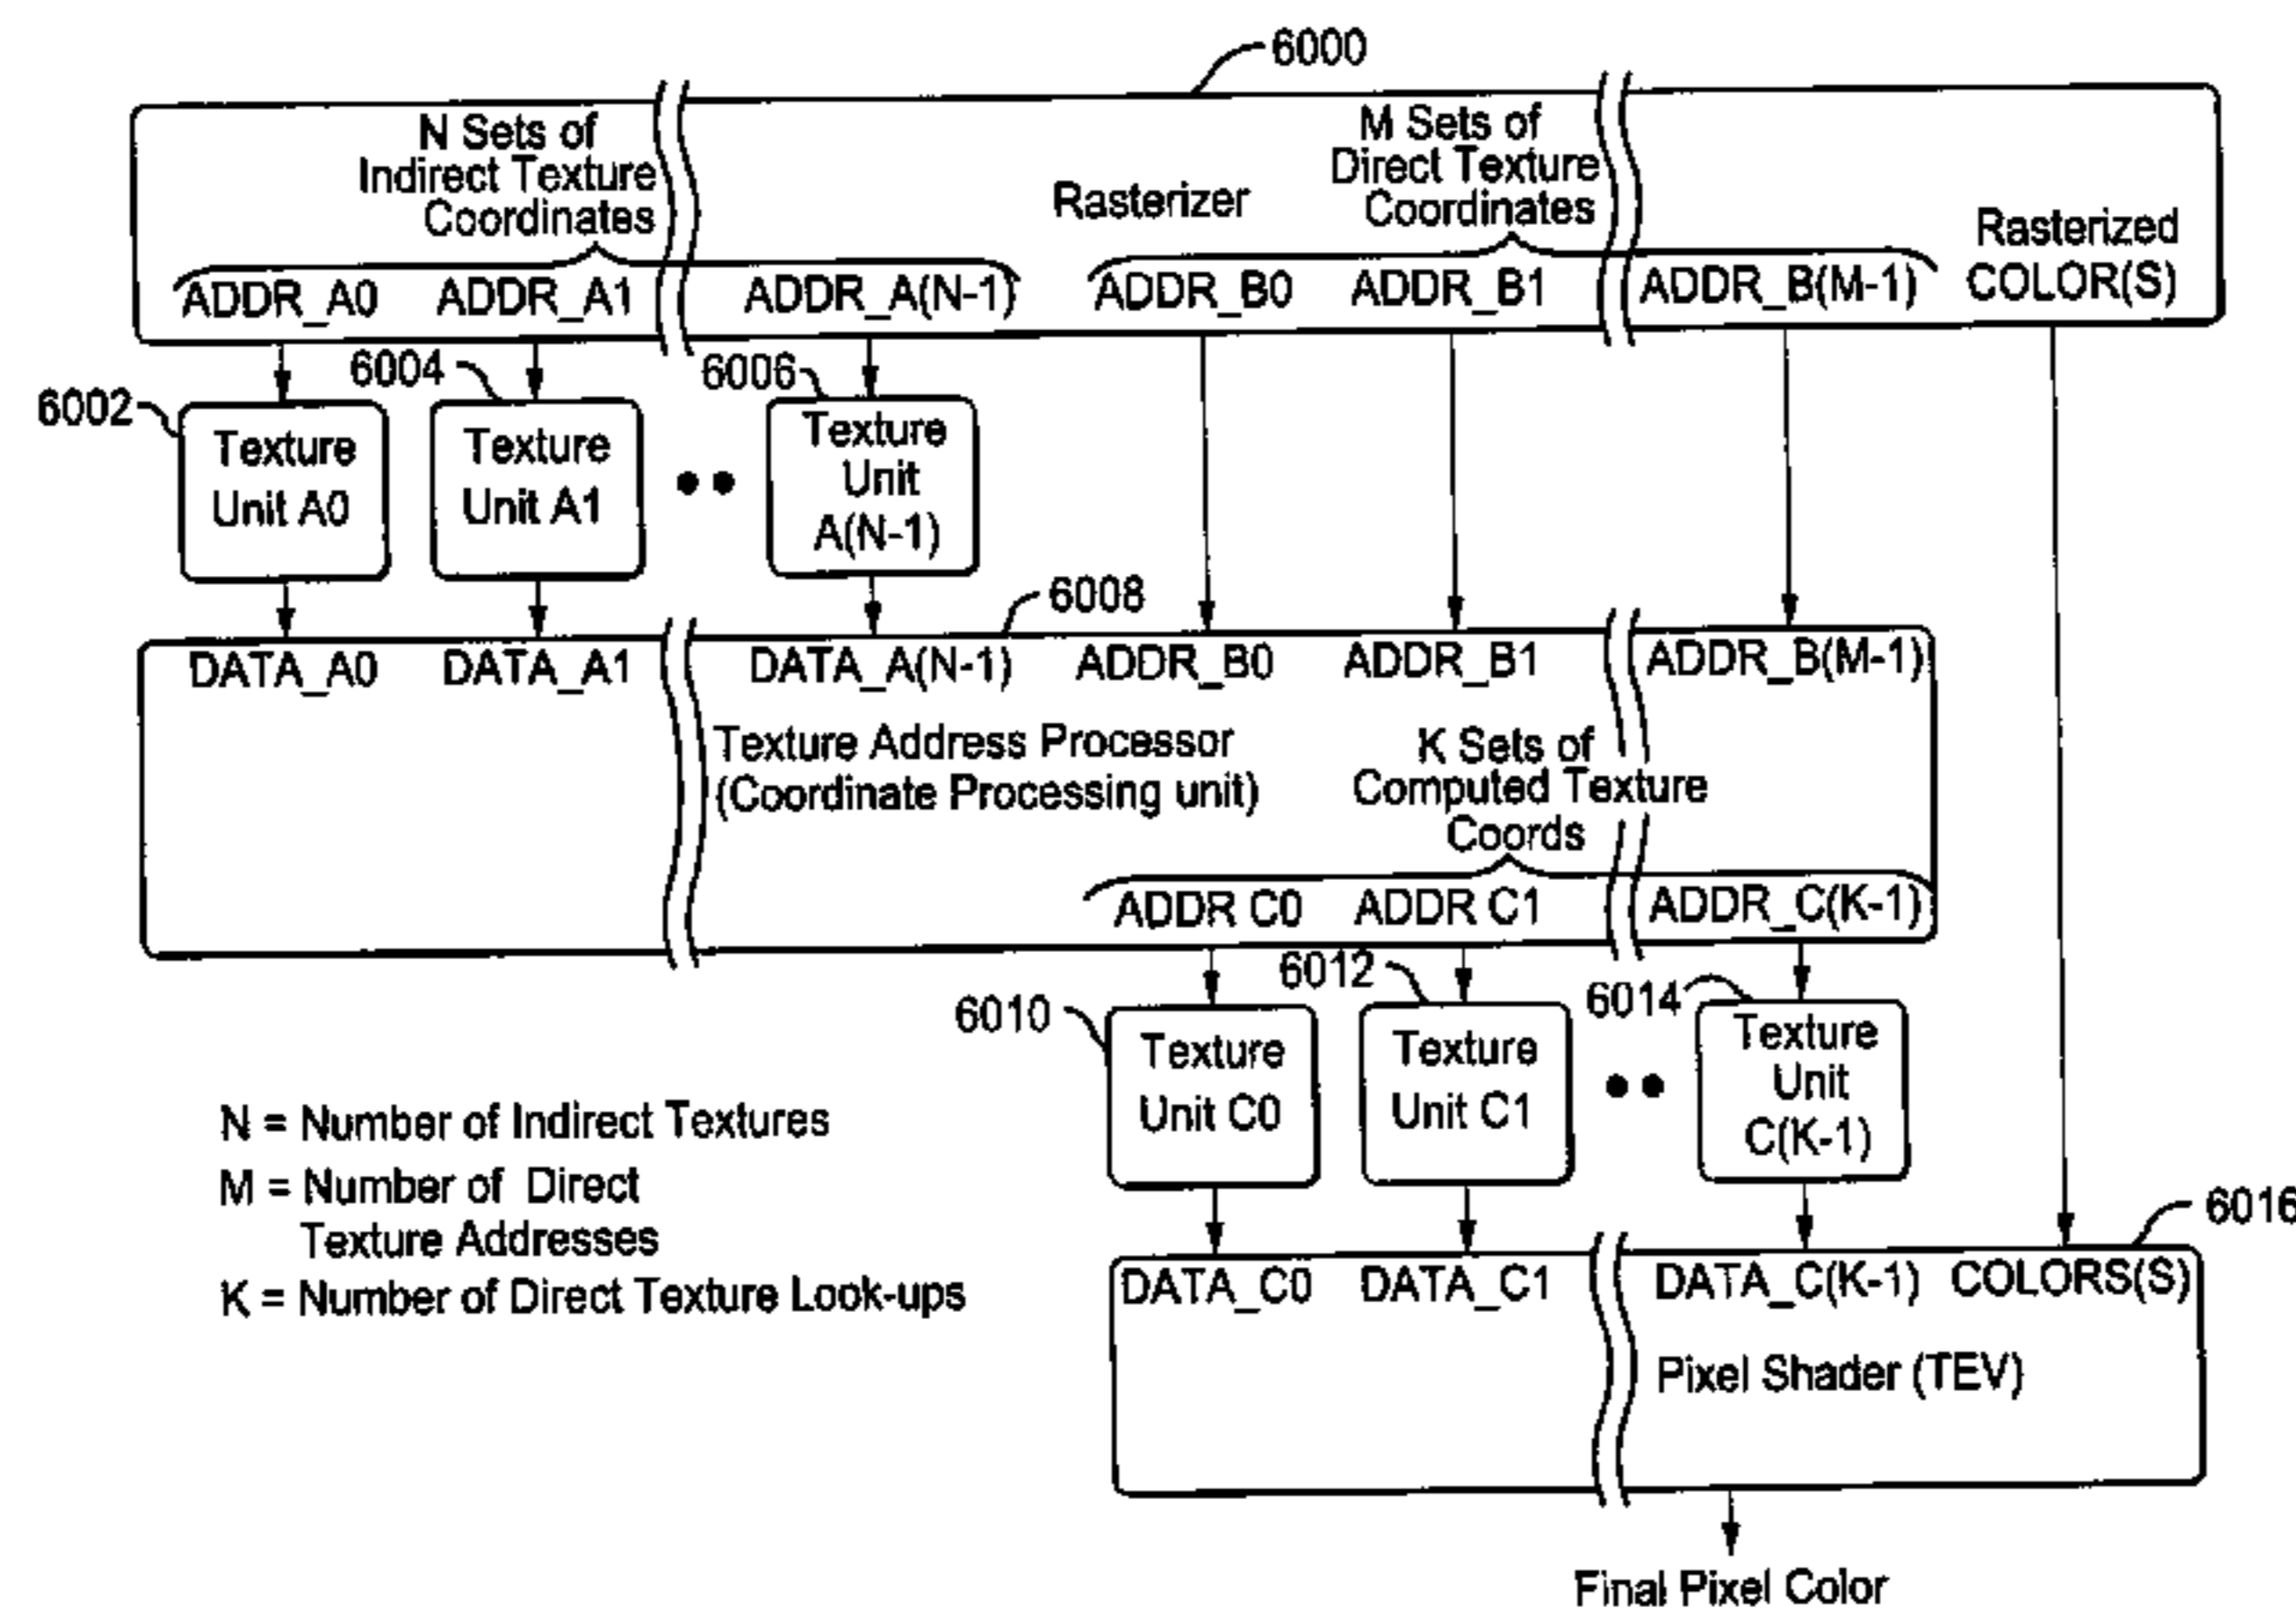 6000
N Sets of
Indirect Texture
Coordinates
Rasterizer
M Sets of
Direct Texture
Coordinates
Rasterized
COLOR(S)
ADDR_A0 ADDR_A1 ADDR_A(N-1) ADDR_B0 ADDR_B1 ADDR_B(M-1)
6002
6004
6006
Texture
Unit A0
Texture
Unit A1
Texture
Unit
A(N-1)
6008
DATA_A0 DATA_A1 DATA_A(N-1) ADDR_B0 ADDR_B1 ADDR_B(M-1)
Texture Address Processor
(Coordinate Processing unit)
K Sets of
Computed Texture
Coords
ADDR C0 ADDR C1 ADDR_C(K-1)
6010
6012
6014
Texture
Unit C0
Texture
Unit C1
Texture
Unit
C(K-1)
N = Number of Indirect Textures
M = Number of Direct
Texture Addresses
K = Number of Direct Texture Look-ups
6016
DATA_C0 DATA_C1 DATA_C(K-1) COLORS(S)
Pixel Shader (TEV)
Final Pixel Color